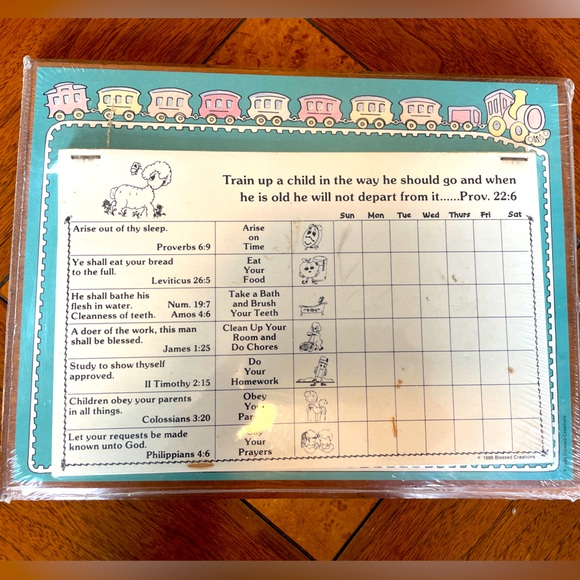 Train up a child in the way he should go and when
he is old he will not depart from it......Prov. 22:6
Sun Mon Tue Wed Thurs Fri Sat
Arise out of thy sleep.
Proverbs 6:9
Arise
on
Time
Ye shall eat your bread
to the full.
Leviticus 26:5
Eat
Your
Food
He shall bathe his
flesh in water. Num. 19:7
Cleanness of teeth. Amos 4:6
Take a Bath
and Brush
Your Teeth
A doer of the work, this man
shall be blessed.
James 1:25
Clean Up Your
Room and
Do Chores
Study to show thyself
approved.
II Timothy 2:15
Do
Your
Homework
Children obey your parents
in all things.
Colossians 3:20
Obey
Let your requests be made
known unto God.
Philippians 4:6
Your
Prayers
© 1986 Blessed Creations